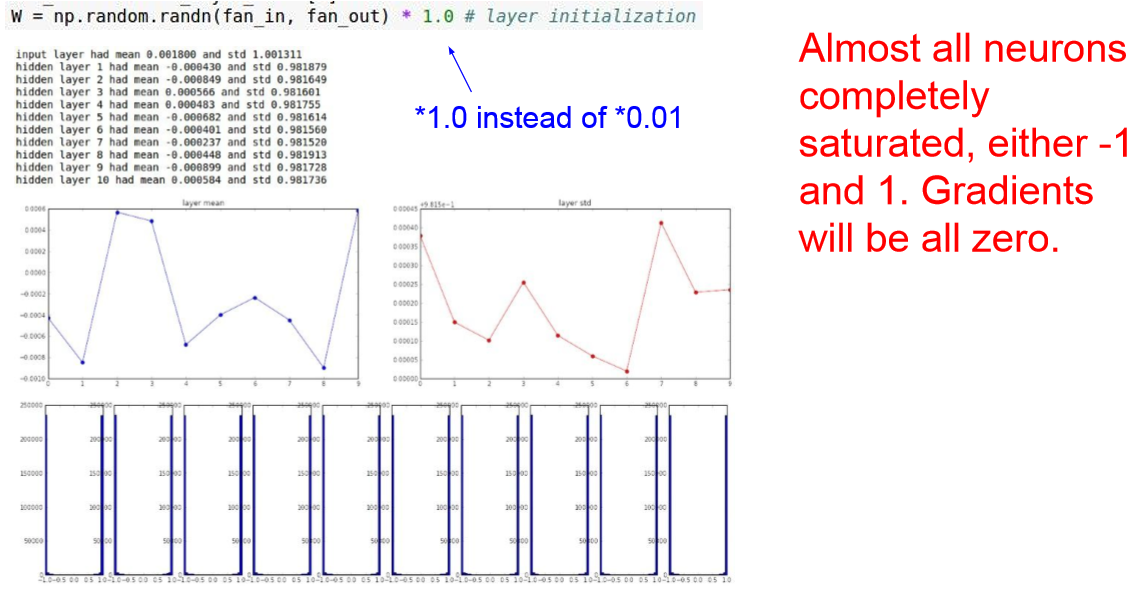 W = np.random.randn(fan_in, fan_out) * 1.0 # layer initialization
input layer had mean 0.001800 and std 1.001311
hidden layer 1 had mean -0.000430 and std 0.981879
hidden layer 2 had mean -0.000849 and std 0.981649
hidden layer 3 had mean 0.000566 and std 0.981601
hidden layer 4 had mean 0.000483 and std 0.981755
hidden layer 5 had mean -0.000682 and std 0.981614
hidden layer 6 had mean -0.000401 and std 0.981560
hidden layer 7 had mean -0.000237 and std 0.981520
hidden layer 8 had mean -0.000448 and std 0.981913
hidden layer 9 had mean -0.000899 and std 0.981728
hidden layer 10 had mean 0.000584 and std 0.981736
*1.0 instead of *0.01
Almost all neurons
completely
saturated, either -1
and 1. Gradients
will be all zero.
layer mean
0.0006
0.0004
0.0002
0.0000
−0.0002
−0.0004
−0.0006
−0.0008
−0.0010
0 1 2 3 4 5 6 7 8 9
+9.815e−1
layer std
0.00045
0.00040
0.00035
0.00030
0.00025
0.00020
0.00015
0.00010
0.00005
0.00000
0 1 2 3 4 5 6 7 8 9
250000
200000
150000
100000
50000
0
−1.0 −0.5 0.0 0.5 1.0